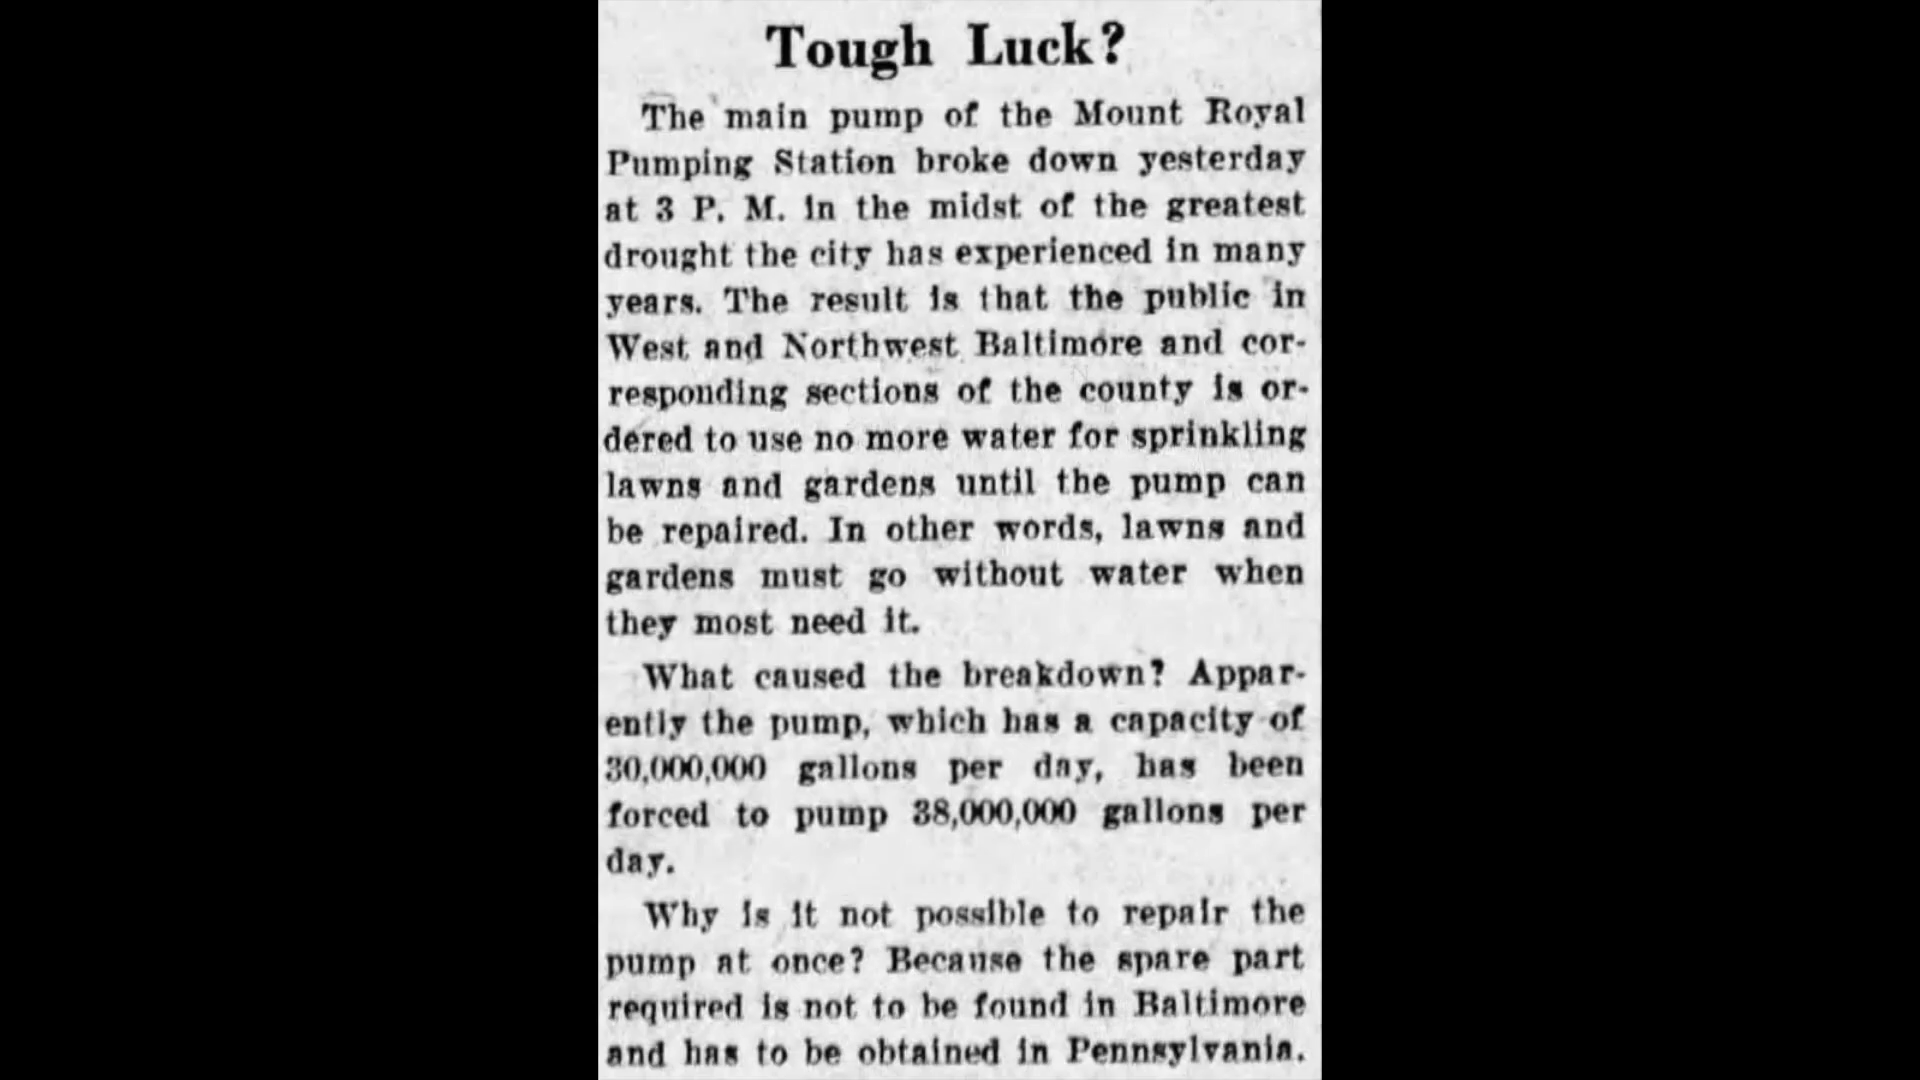 Tough Luck?
The main pump of the Mount Royal
Pumping Station broke down yesterday
at 3 P. M. in the midst of the greatest
drought the city has experienced in many
years. The result is that the public in
West and Northwest Baltimore and cor-
responding sections of the county is or-
dered to use no more water for sprinkling
lawns and gardens until the pump can
be repaired. In other words, lawns and
gardens must go without water when
they most need it.
What caused the breakdown? Appar-
ently the pump, which has a capacity of
30,000,000 gallons per day, has been
forced to pump 38,000,000 gallons per
day.
Why is it not possible to repair the
pump at once? Because the spare part
required is not to be found in Baltimore
and has to be obtained in Pennsylvania.